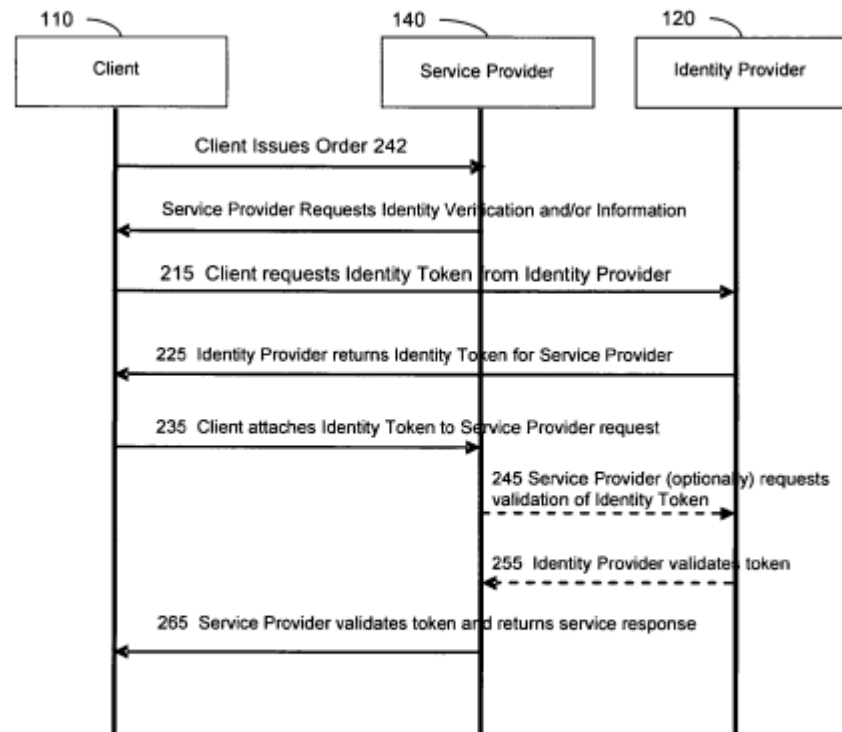 110
140
120
Client
Service Provider
Identity Provider
Client Issues Order 242
Service Provider Requests Identity Verification and/or Information
215 Client requests Identity Token from Identity Provider
225 Identity Provider returns Identity Token for Service Provider
235 Client attaches Identity Token to Service Provider request
245 Service Provider (optionally) requests
validation of Identity Token
255 Identity Provider validates token
265 Service Provider validates token and returns service response